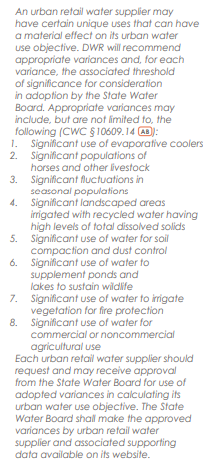 An urban retail water supplier may
have certain unique uses that can have
a material effect on its urban water
use objective. DWR will recommend
appropriate variances and, for each
variance, the associated threshold
of significance for consideration
in adoption by the State Water
Board. Appropriate variances may
include, but are not limited to, the
following (CWC §10609.14 AB):
1. Significant use of evaporative coolers
2. Significant populations of
horses and other livestock
3. Significant fluctuations in
seasonal populations
4. Significant landscaped areas
irrigated with recycled water having
high levels of total dissolved solids
5. Significant use of water for soil
compaction and dust control
6. Significant use of water to
supplement ponds and
lakes to sustain wildlife
7. Significant use of water to irrigate
vegetation for fire protection
8. Significant use of water for
commercial or noncommercial
agricultural use
Each urban retail water supplier should
request and may receive approval
from the State Water Board for use of
adopted variances in calculating its
urban water use objective. The State
Water Board shall make the approved
variances by urban retail water
supplier and associated supporting
data available on its website.